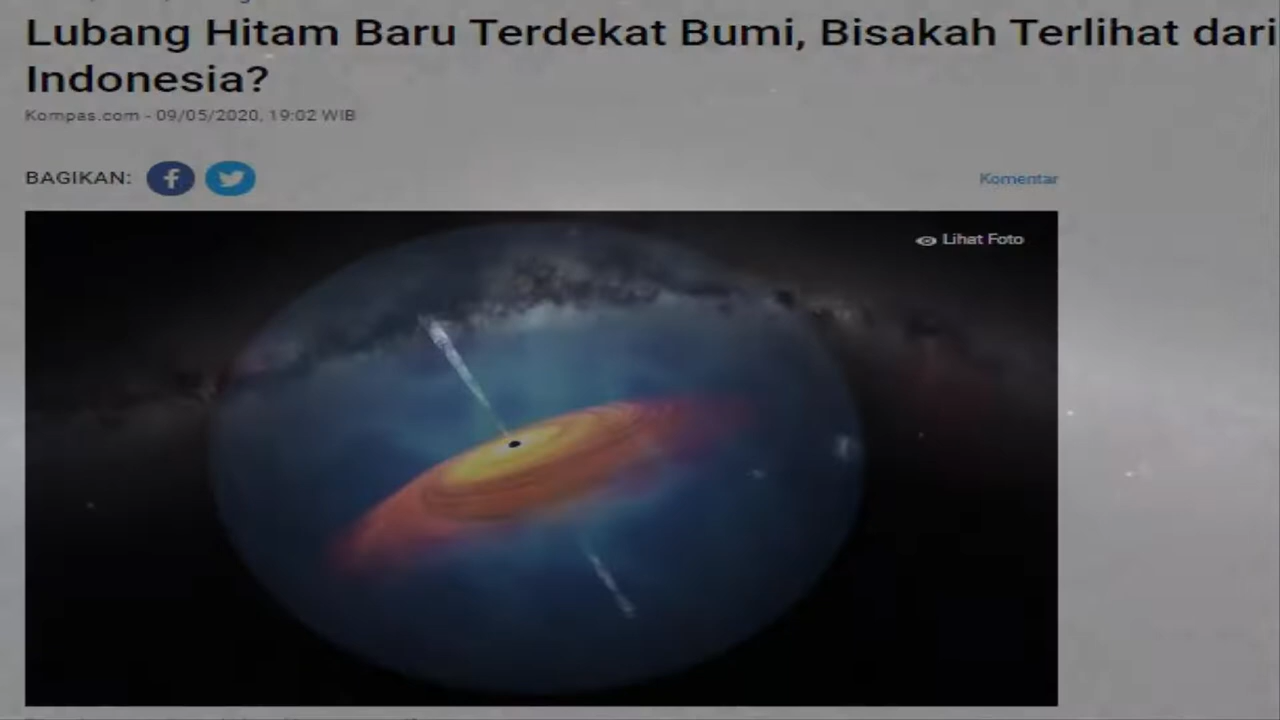 Lubang Hitam Baru Terdekat Bumi, Bisakah Terlihat dari
Indonesia?
Kompas.com - 09/05/2020, 19:02 WIB
BAGIKAN:
Komentar
Lihat Foto